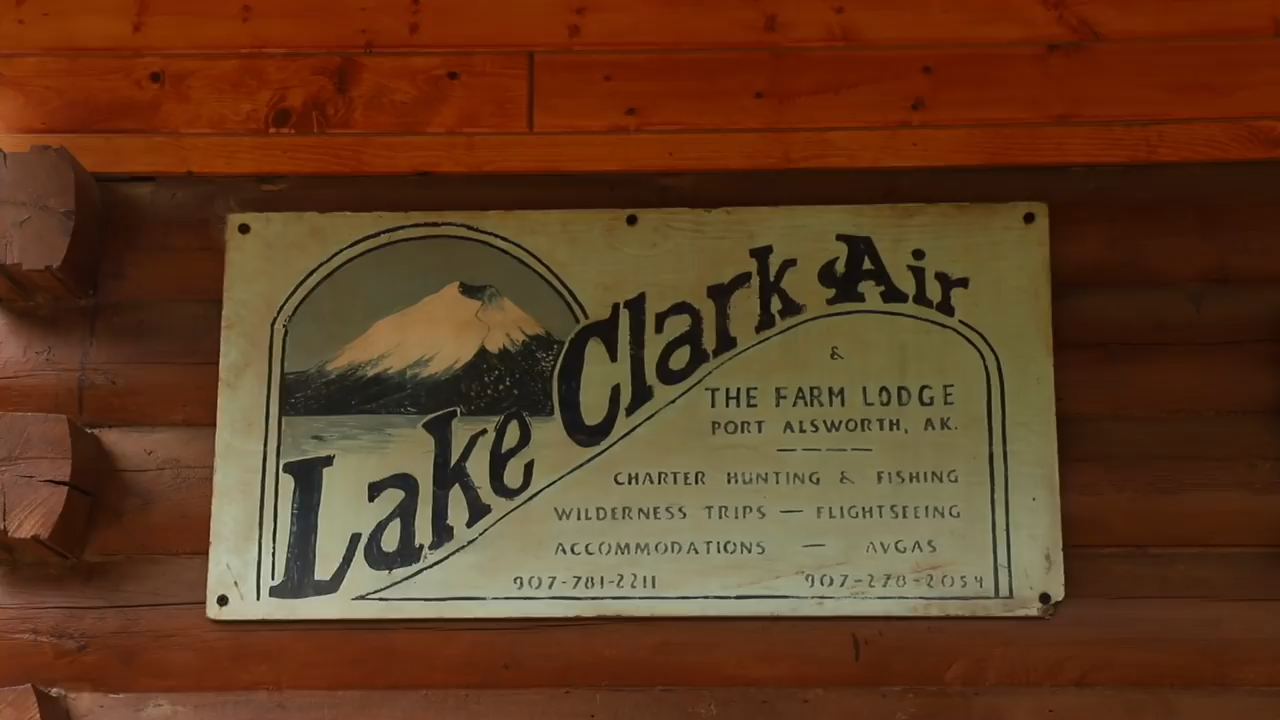 Lake Clark Air
&
THE FARM LODGE
PORT ALSWORTH, AK.
CHARTER HUNTING & FISHING
WILDERNESS TRIPS — FLIGHTSEEING
ACCOMMODATIONS — AVGAS
907-781-2211 907-278-2054